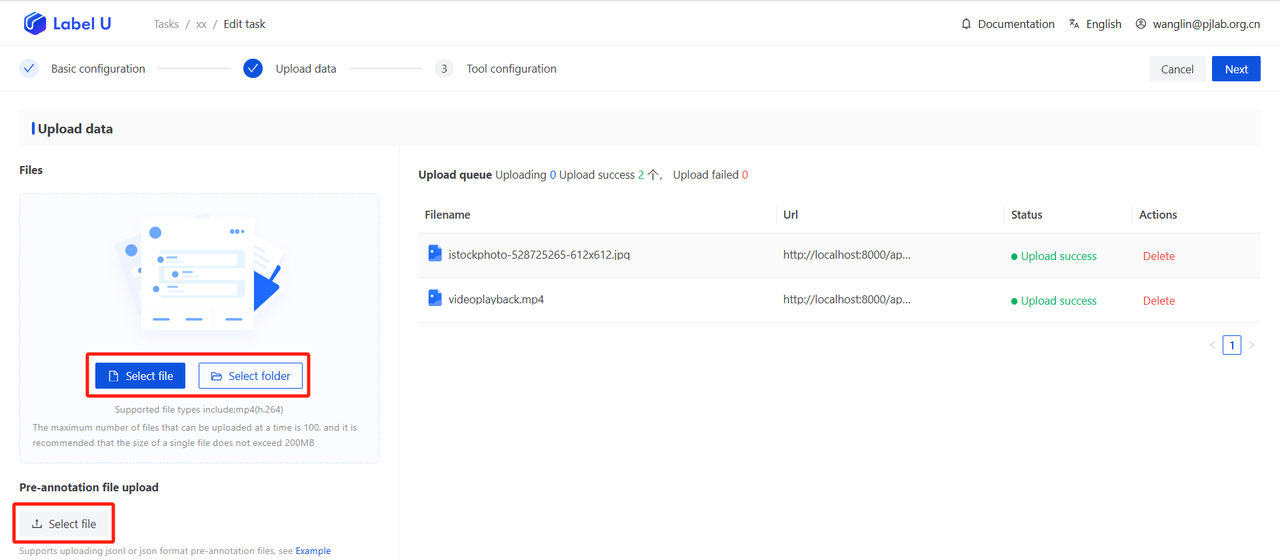 Label U
Tasks / xx / Edit task
Documentation
English
wanglin@pjlab.org.cn
Basic configuration
Upload data
3 Tool configuration
Cancel
Next
Upload data
Files
Select file
Select folder
Supported file types include:mp4(h.264)
The maximum number of files that can be uploaded at a time is 100, and it is
recommended that the size of a single file does not exceed 200MB
Pre-annotation file upload
Select file
Supports uploading jsonl or json format pre-annotation files, see Example
Upload queue Uploading 0 Upload success 2 个， Upload failed 0
Filename Url Status Actions
istockphoto-528725265-612x612.jpg http://localhost:8000/ap... Upload success Delete
videoplayback.mp4 http://localhost:8000/ap... Upload success Delete
< 1 >